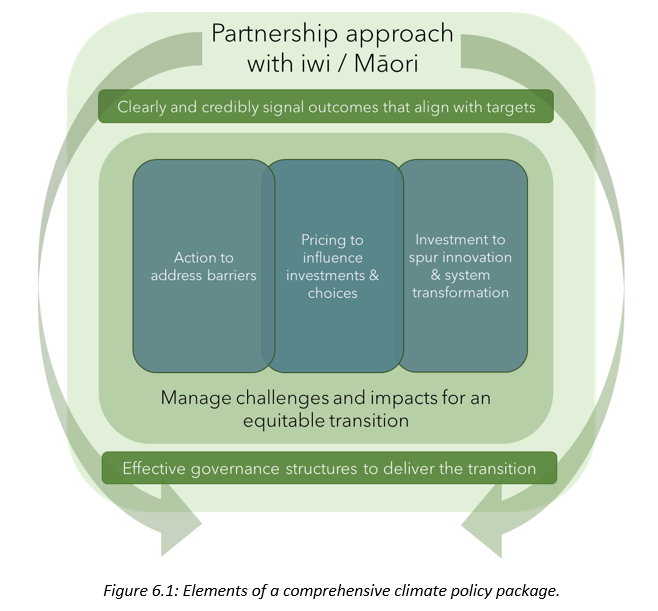 Partnership approach
with iwi / Māori
Clearly and credibly signal outcomes that align with targets
Action to
address barriers
Pricing to
influence
investments &
choices
Investment to
spur innovation
& system
transformation
Manage challenges and impacts for an
equitable transition
Effective governance structures to deliver the transition
Figure 6.1: Elements of a comprehensive climate policy package.